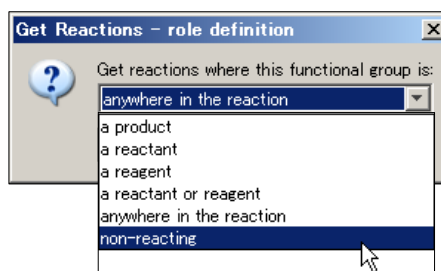 Get Reactions - role definition
Get reactions where this functional group is:
anywhere in the reaction
a product
a reactant
a reagent
a reactant or reagent
anywhere in the reaction
non-reacting